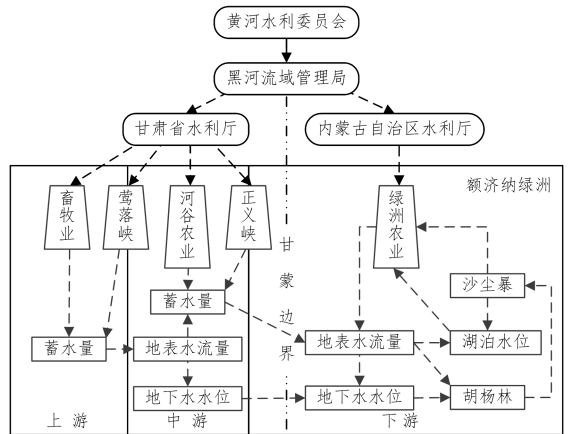 黄河水利委员会
黑河流域管理局
甘肃省水利厅
内蒙古自治区水利厅
额济纳绿洲
畜牧业
莺落峡
河谷农业
正义峡
绿洲农业
甘蒙边界
沙尘暴
蓄水量
蓄水量
地表水流量
地表水流量
湖泊水位
地下水水位
地下水水位
胡杨林
上游
中游
下游